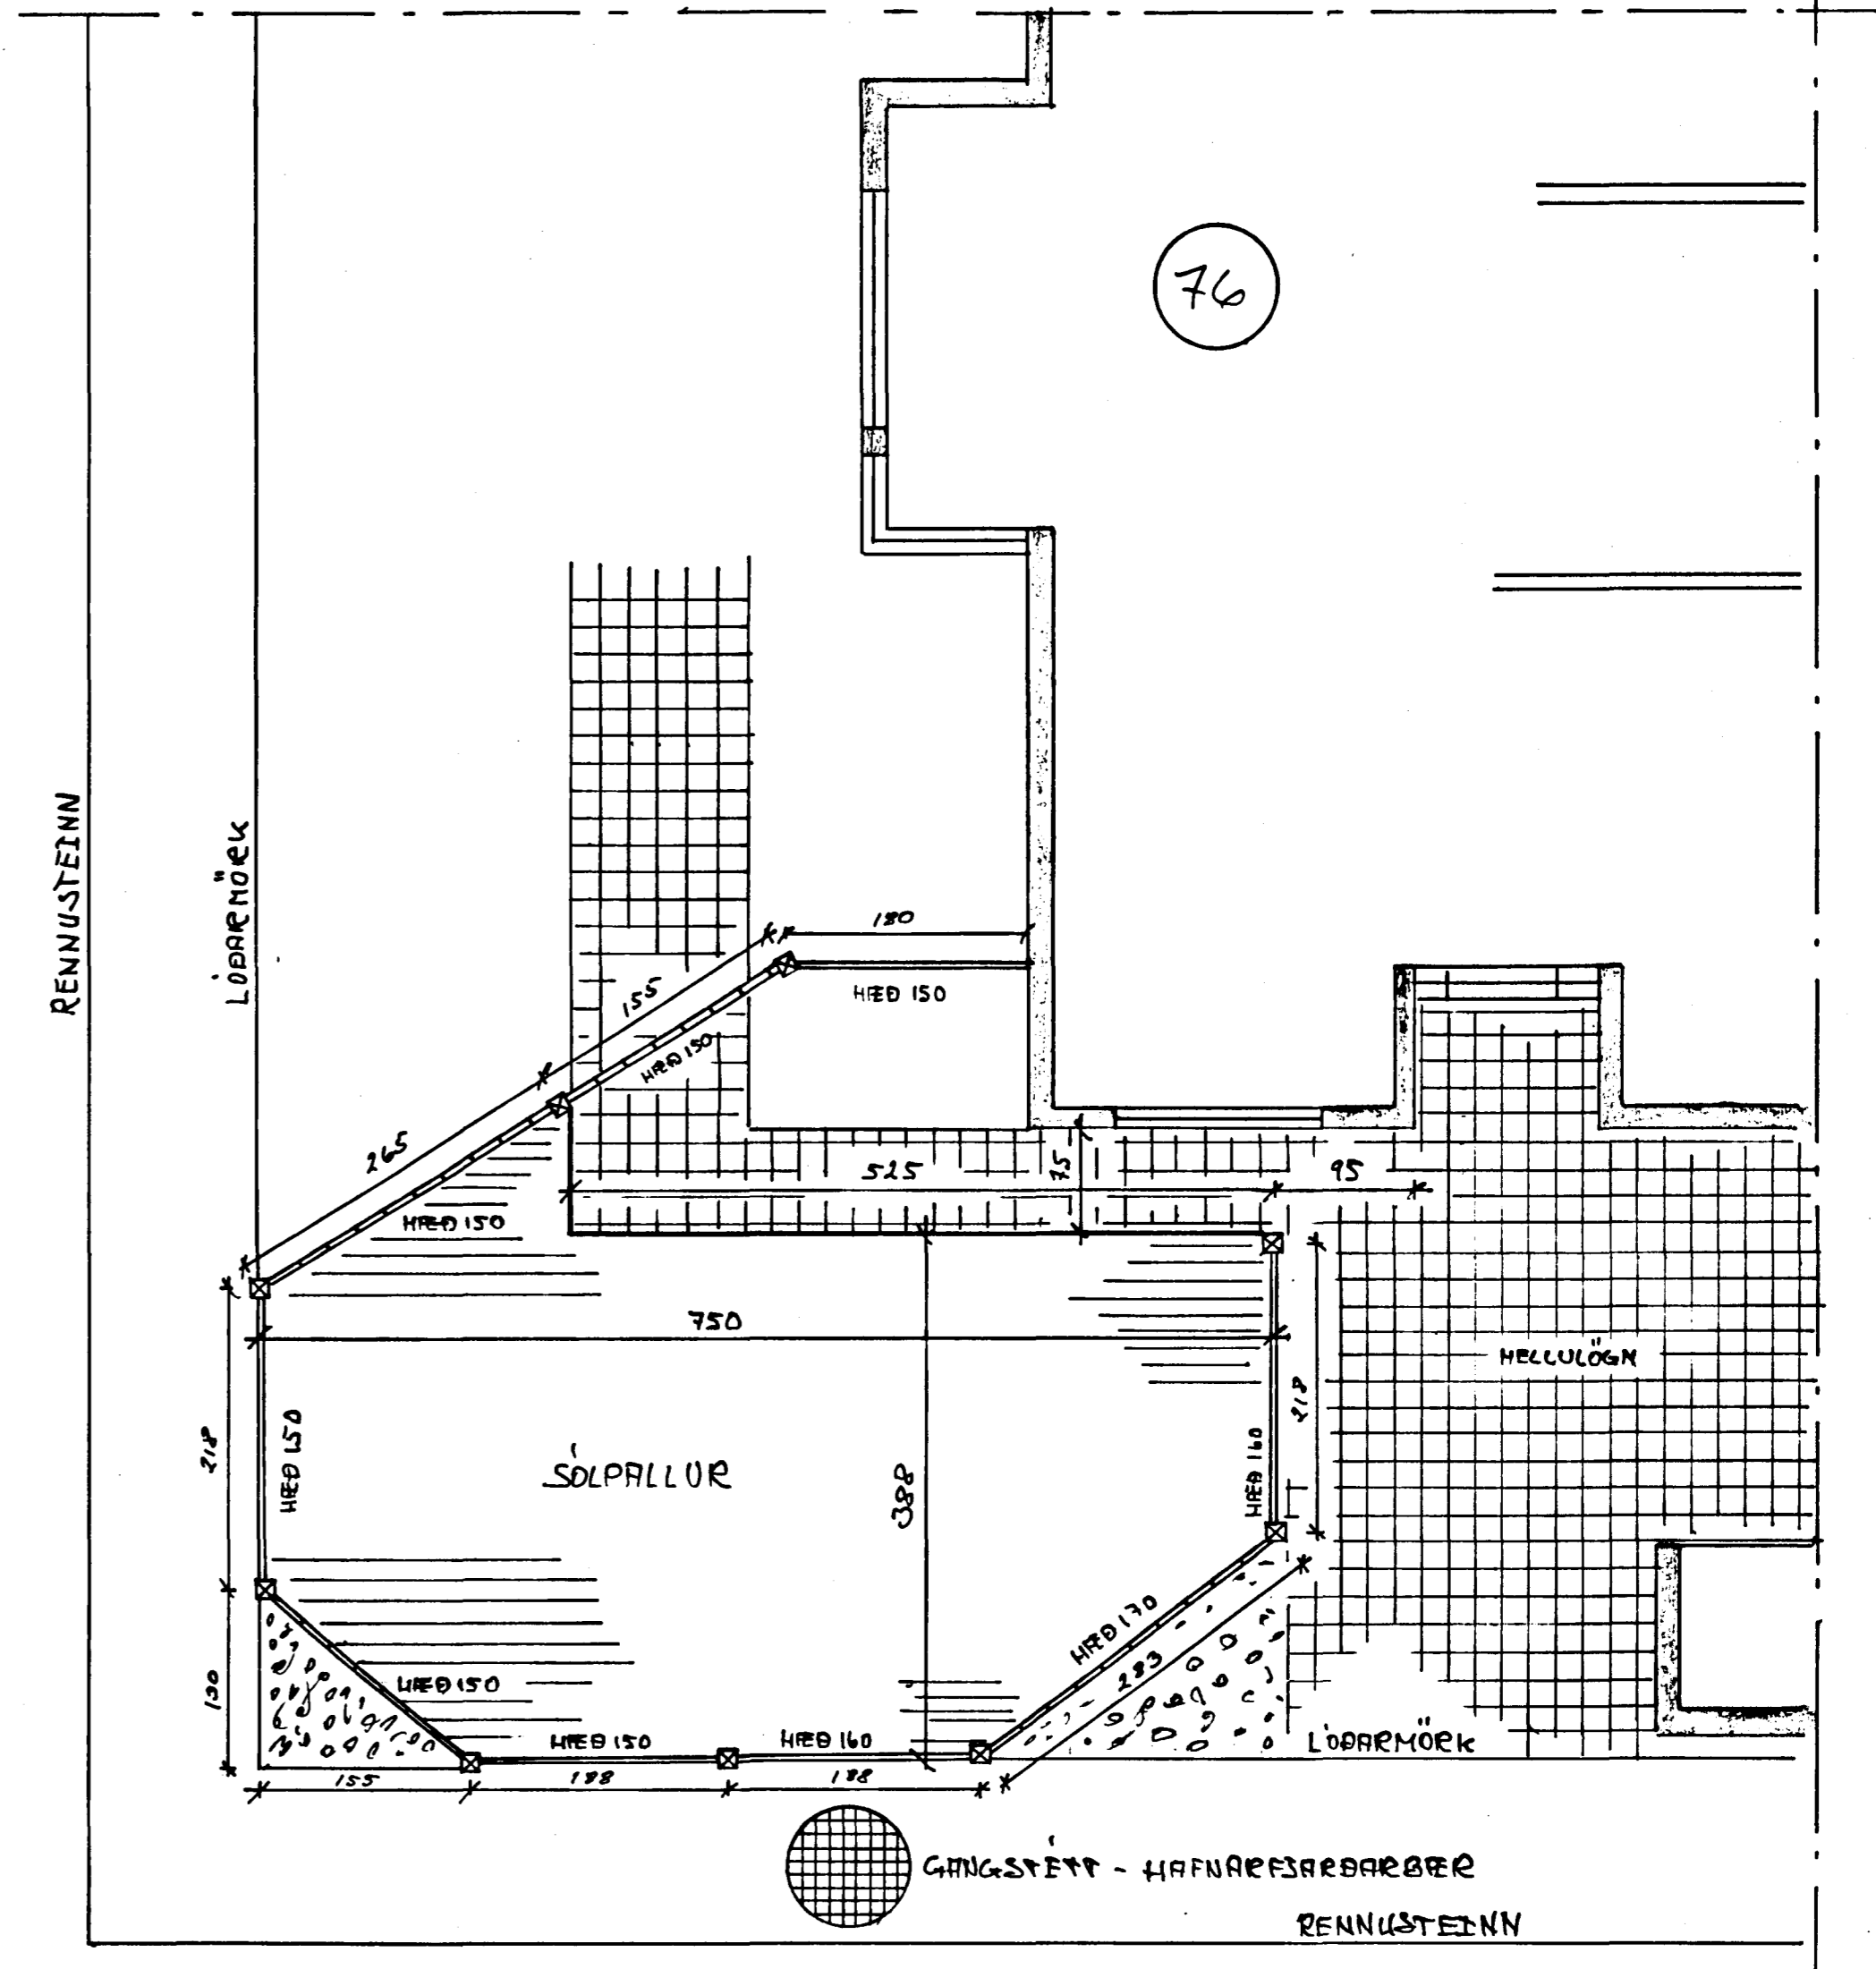 76
RENNUSTEINN
LÓÐARMÖRK
180
155
HÆÐ 150
HÆÐ 150
265
525
75
95
HÆÐ 150
750
HELLULÖGN
218
HÆÐ 150
SÓLPALLUR
388
HÆÐ 160
218
HÆÐ 170
283
130
HÆÐ 150
HÆÐ 150
HÆÐ 160
LÓÐARMÖRK
155
188
188
GANGSTÉTT - HAFNARFJARÐARBÆR
RENNUSTEINN